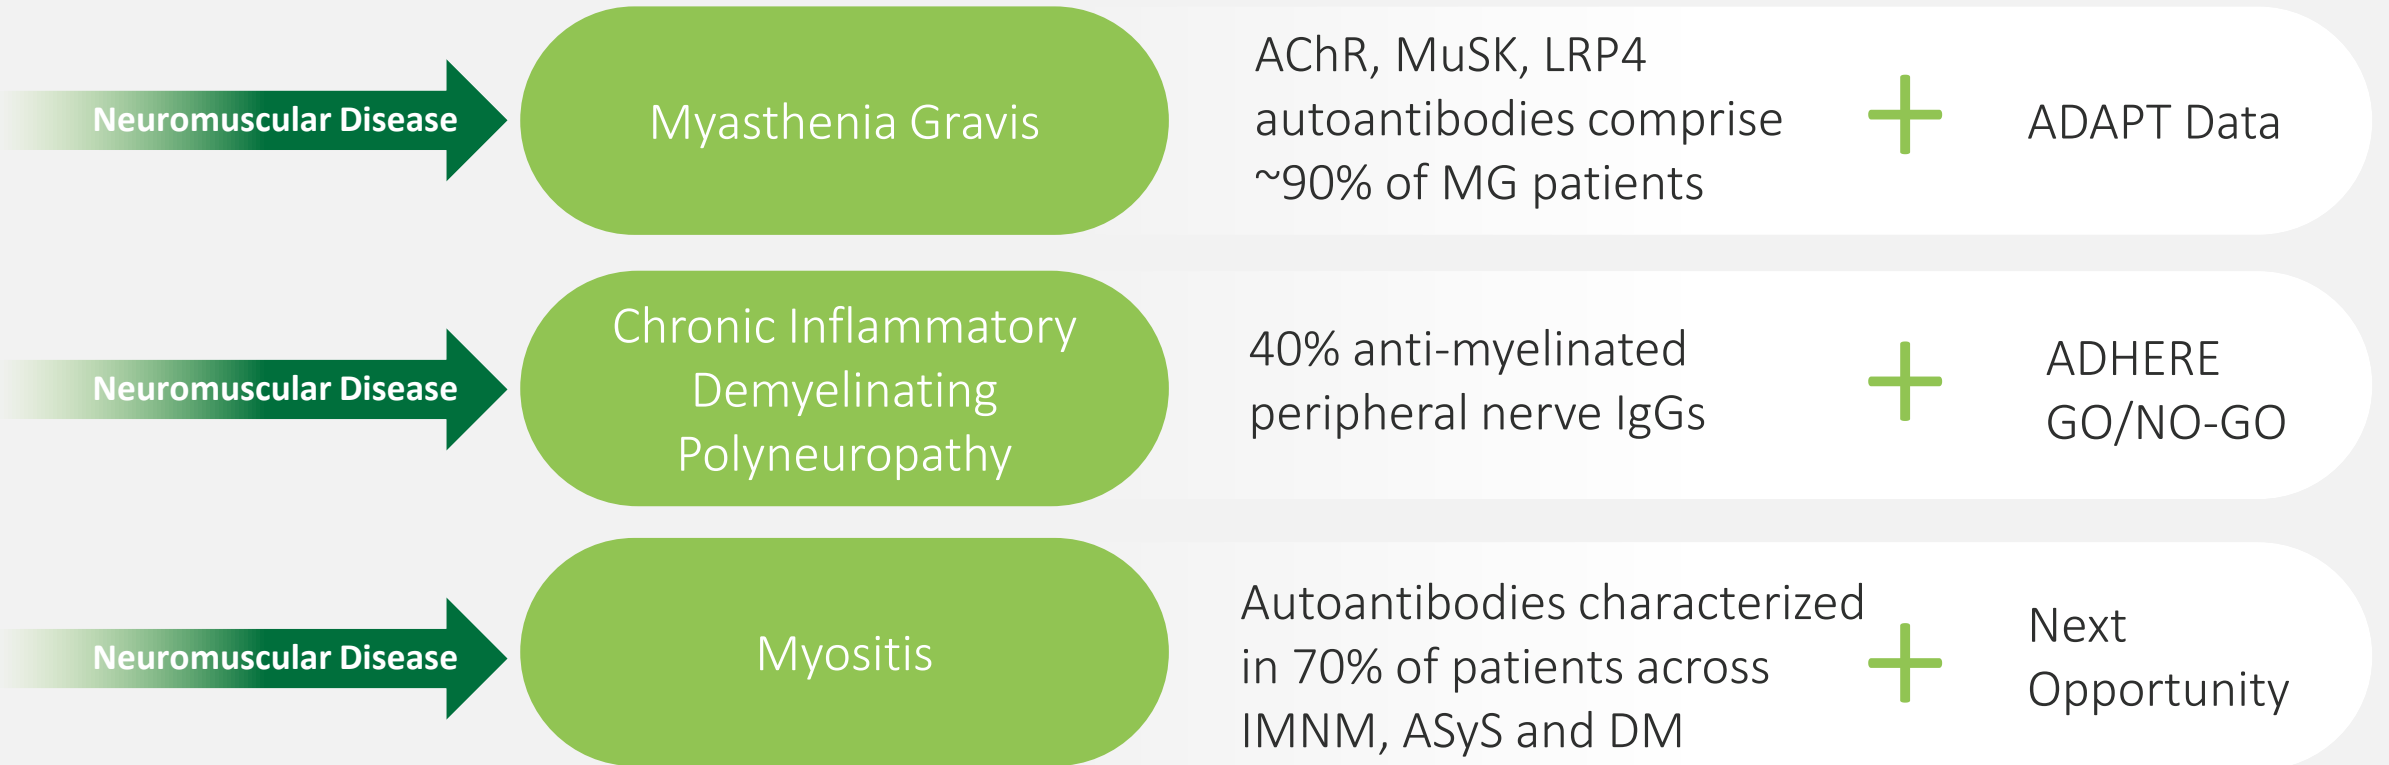 Neuromuscular Disease
Myasthenia Gravis
AChR, MuSK, LRP4
autoantibodies comprise
~90% of MG patients
+
ADAPT Data
Neuromuscular Disease
Chronic Inflammatory
Demyelinating
Polyneuropathy
40% anti-myelinated
peripheral nerve IgGs
+
ADHERE
GO/NO-GO
Neuromuscular Disease
Myositis
Autoantibodies characterized
in 70% of patients across
IMNM, ASyS and DM
+
Next
Opportunity